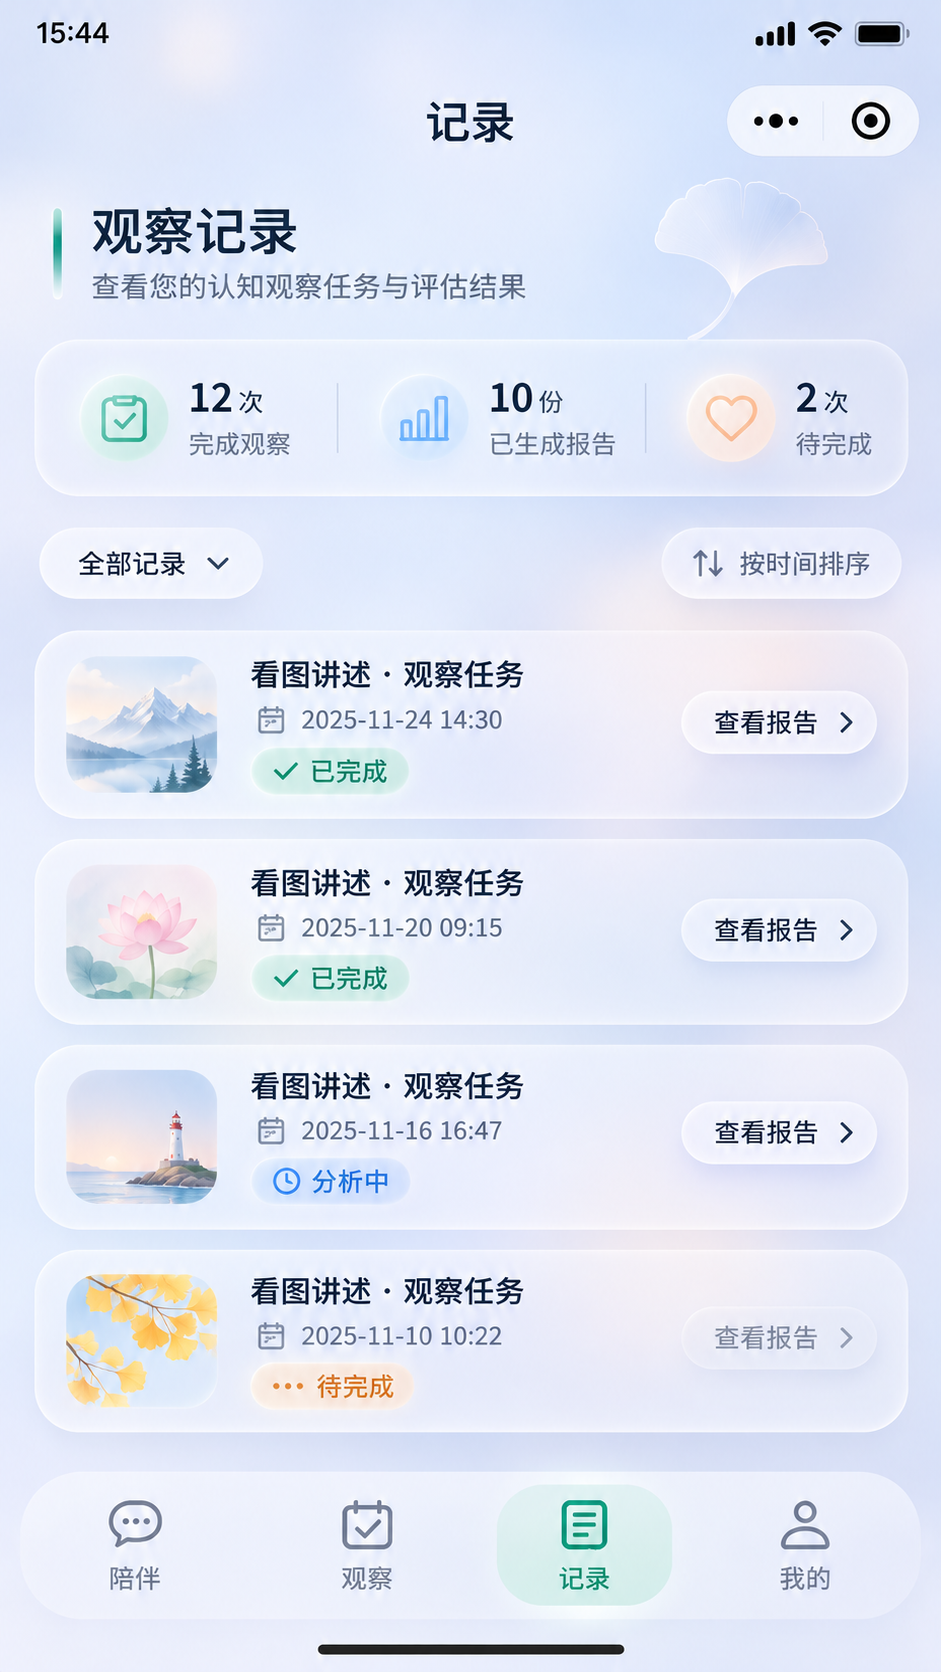 15:44
记录
观察记录
查看您的认知观察任务与评估结果
12次
完成观察
10份
已生成报告
2次
待完成
全部记录
按时间排序
看图讲述·观察任务
2025-11-24 14:30
已完成
查看报告
看图讲述·观察任务
2025-11-20 09:15
已完成
查看报告
看图讲述·观察任务
2025-11-16 16:47
分析中
查看报告
看图讲述·观察任务
2025-11-10 10:22
待完成
查看报告
陪伴
观察
记录
我的